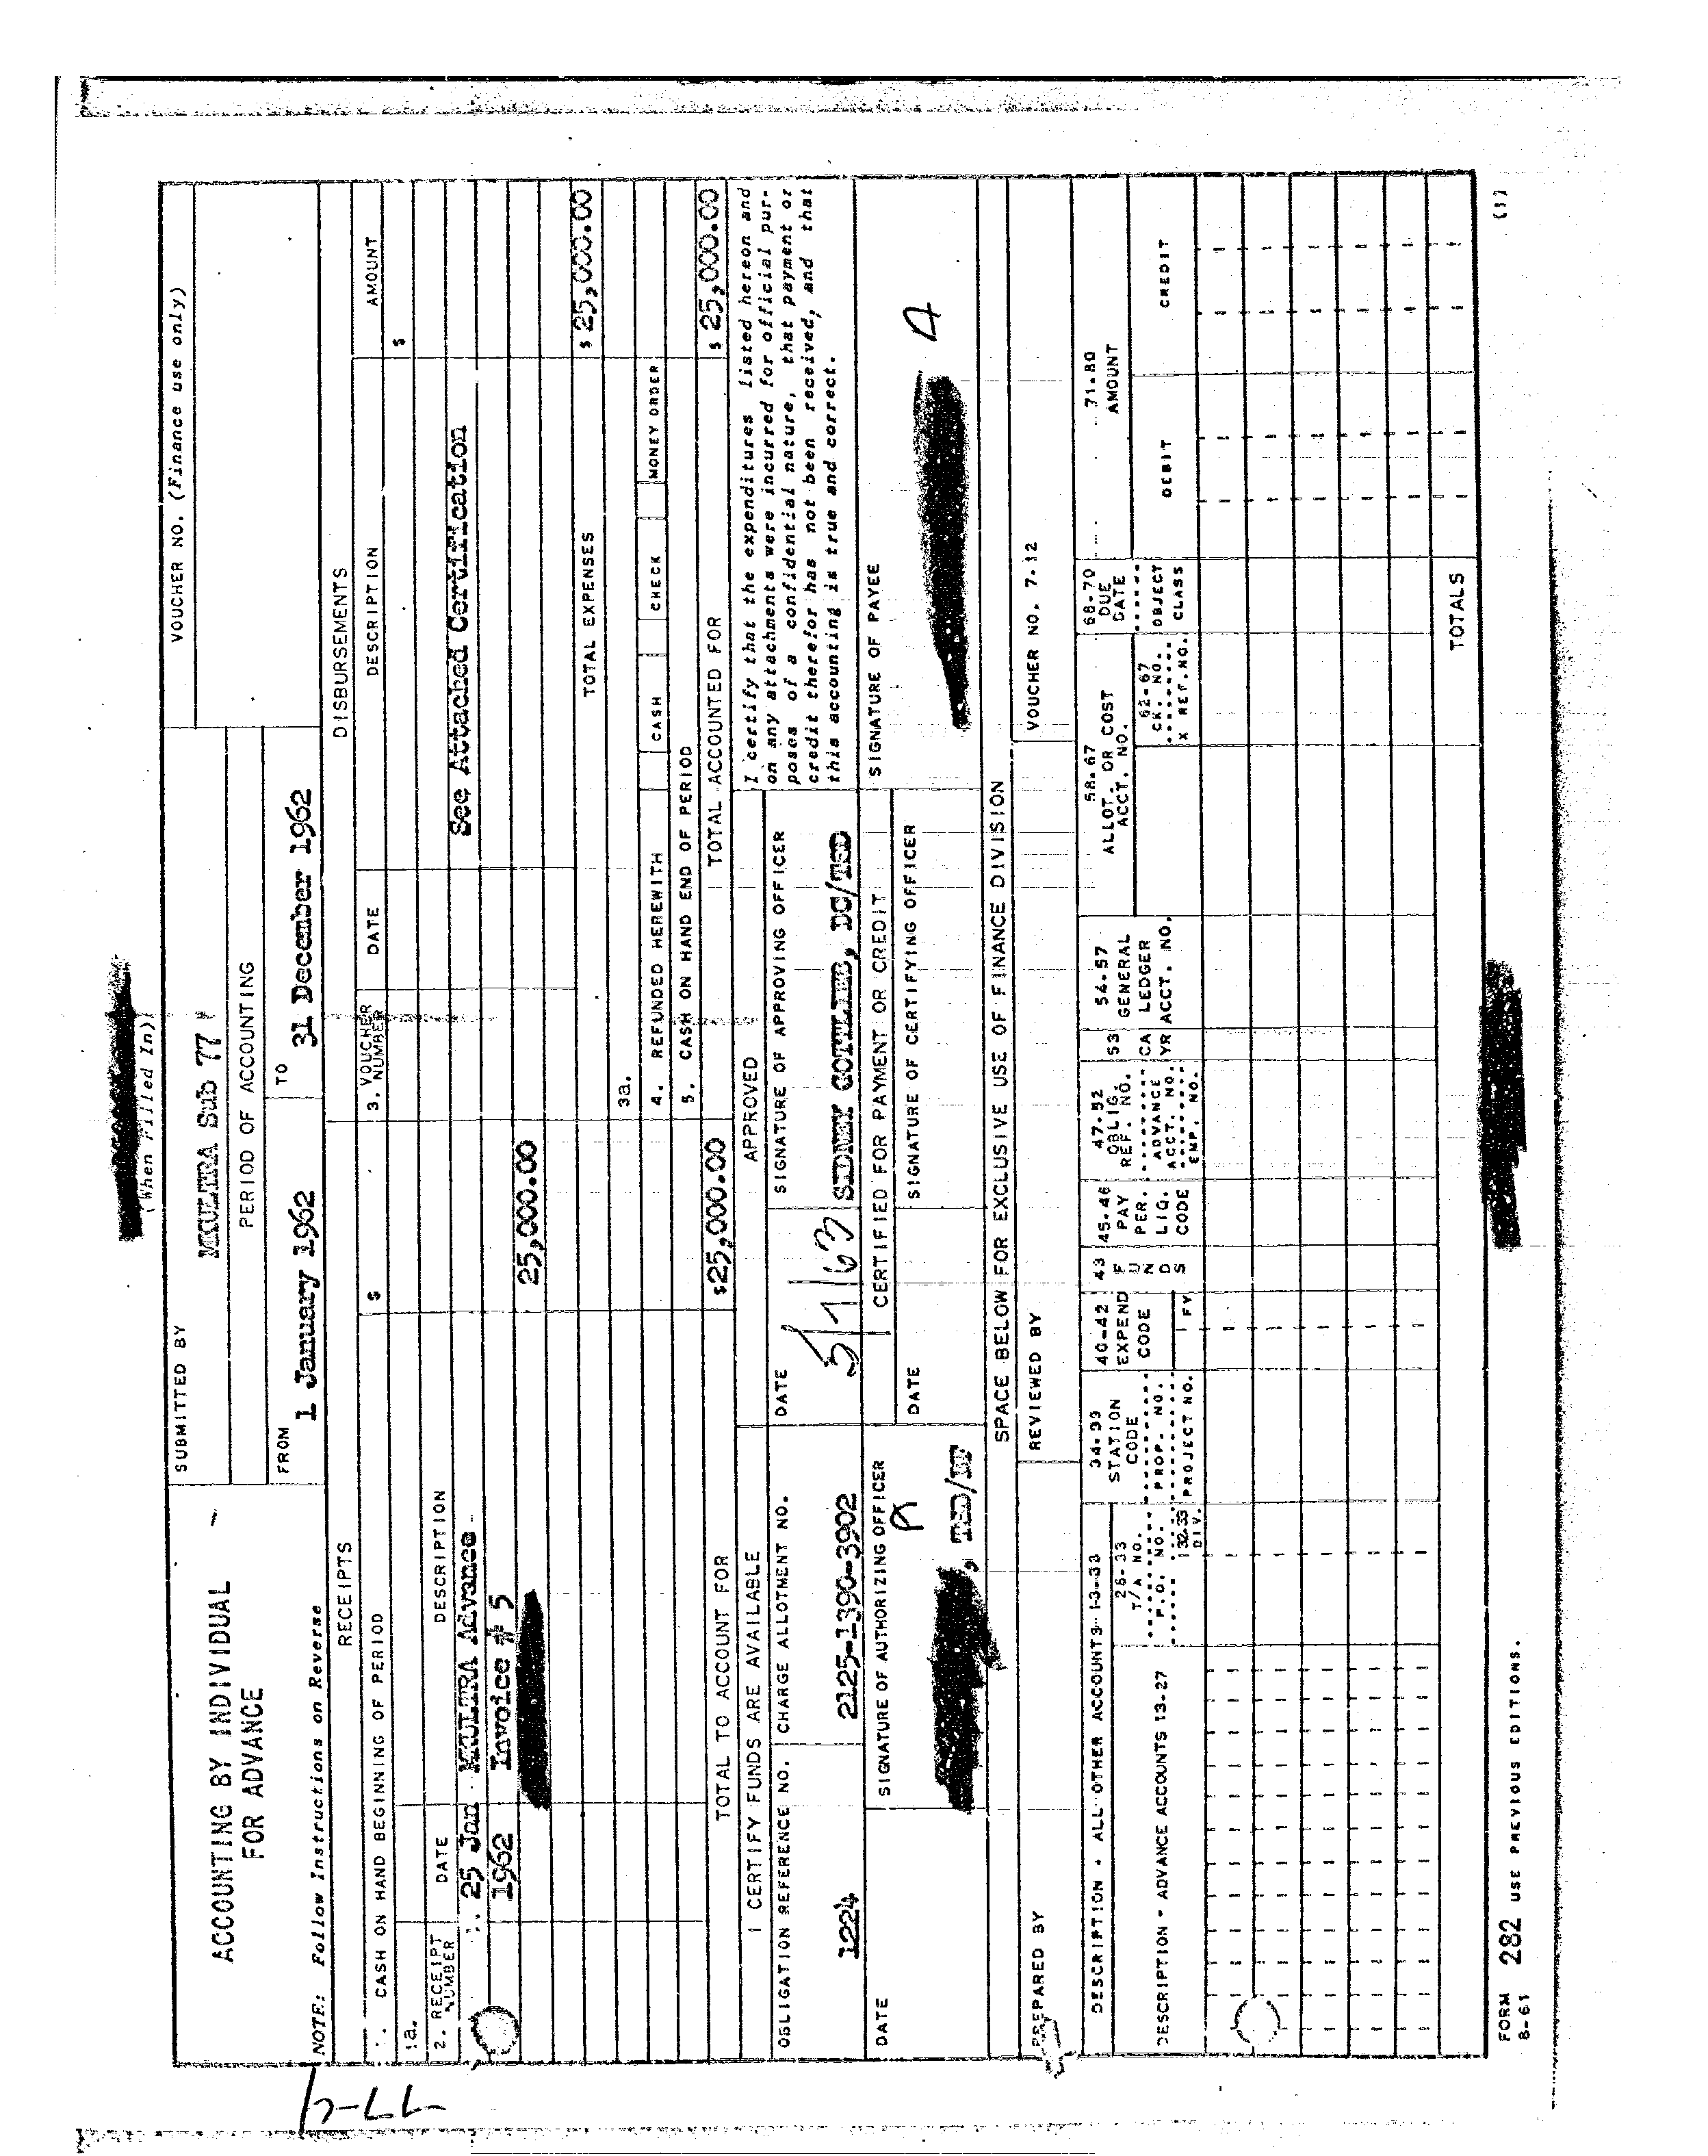 (When Filled In)
ACCOUNTING BY INDIVIDUAL
FOR ADVANCE
SUBMITTED BY
MKULTRA Sub 77
VOUCHER NO. (Finance use only)
PERIOD OF ACCOUNTING
FROM
1 January 1962
TO
31 December 1962
NOTE: Follow Instructions on Reverse
RECEIPTS
DISBURSEMENTS
1. CASH ON HAND BEGINNING OF PERIOD
$
3. VOUCHER NUMBER
DATE
DESCRIPTION
AMOUNT
1a.
$
2. RECEIPT NUMBER
DATE
DESCRIPTION
25 Jan MKULTRA Advance
See Attached Certification
1962 Invoice # 5
25,000.00
TOTAL EXPENSES
$ 25,000.00
3a.
4. REFUNDED HEREWITH
CASH
CHECK
MONEY ORDER
5. CASH ON HAND END OF PERIOD
TOTAL TO ACCOUNT FOR
$25,000.00
TOTAL ACCOUNTED FOR
$ 25,000.00
I CERTIFY FUNDS ARE AVAILABLE
APPROVED
I certify that the expenditures listed hereon and
on any attachments were incurred for official pur-
poses of a confidential nature, that payment or
credit therefor has not been received, and that
this accounting is true and correct.
OBLIGATION REFERENCE NO.
CHARGE ALLOTMENT NO.
DATE
SIGNATURE OF APPROVING OFFICER
1224
2125-1390-3902
5/1/63
SIDNEY GOTTLIEB, DC/TSD
DATE
SIGNATURE OF AUTHORIZING OFFICER
CERTIFIED FOR PAYMENT OR CREDIT
SIGNATURE OF PAYEE
A
, TSD/BF
DATE
SIGNATURE OF CERTIFYING OFFICER
A
SPACE BELOW FOR EXCLUSIVE USE OF FINANCE DIVISION
PREPARED BY
REVIEWED BY
VOUCHER NO. 7-12
DESCRIPTION - ALL OTHER ACCOUNTS 13-33
34-39
STATION
CODE
40-42
EXPEND
CODE
43
F
U
N
D
S
45-46
PAY
PER.
LIQ.
CODE
47-52
OBLIG.
REF. NO.
ADVANCE
ACCT. NO.
EMP. NO.
53
CA
YR
54-57
GENERAL
LEDGER
ACCT. NO.
58-67
ALLOT. OR COST
ACCT. NO.
68-70
DUE
DATE
71-80
AMOUNT
DESCRIPTION - ADVANCE ACCOUNTS 13-27
28-33
T/A NO.
P.O. NO.
32-33
DIV.
PROP. NO.
PROJECT NO.
FY
62-67
CK. NO.
X REF. NO.
OBJECT
CLASS
DEBIT
CREDIT
TOTALS
FORM
8-61 282 USE PREVIOUS EDITIONS.
(1)